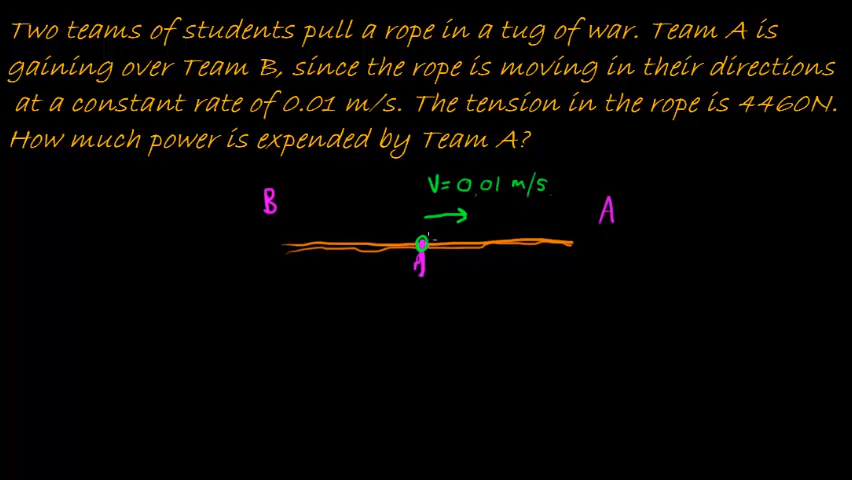 Two teams of students pull a rope in a tug of war. Team A is
gaining over Team B, since the rope is moving in their directions
at a constant rate of 0.01 m/s. The tension in the rope is 4460N.
How much power is expended by Team A?
V= 0.01 m/s.
B
A